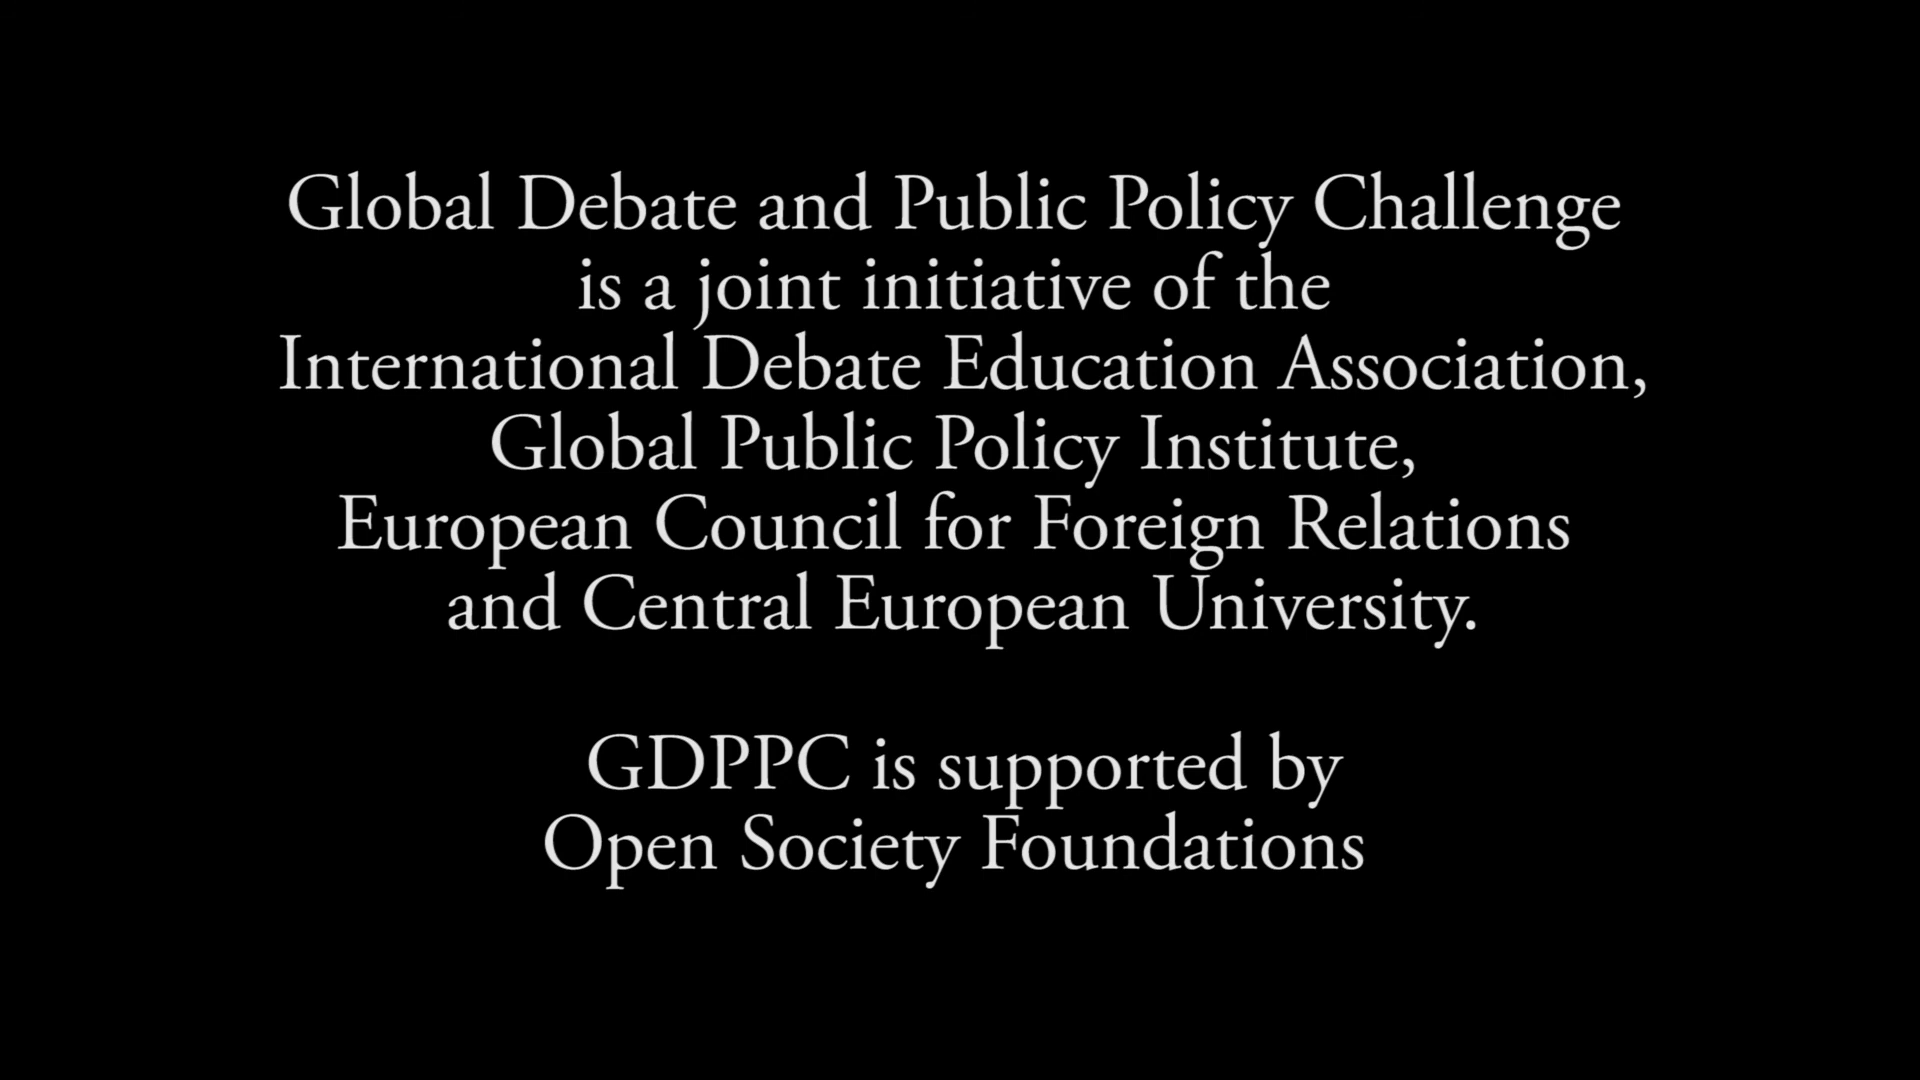 Global Debate and Public Policy Challenge
is a joint initiative of the
International Debate Education Association,
Global Public Policy Institute,
European Council for Foreign Relations
and Central European University.
GDPPC is supported by
Open Society Foundations